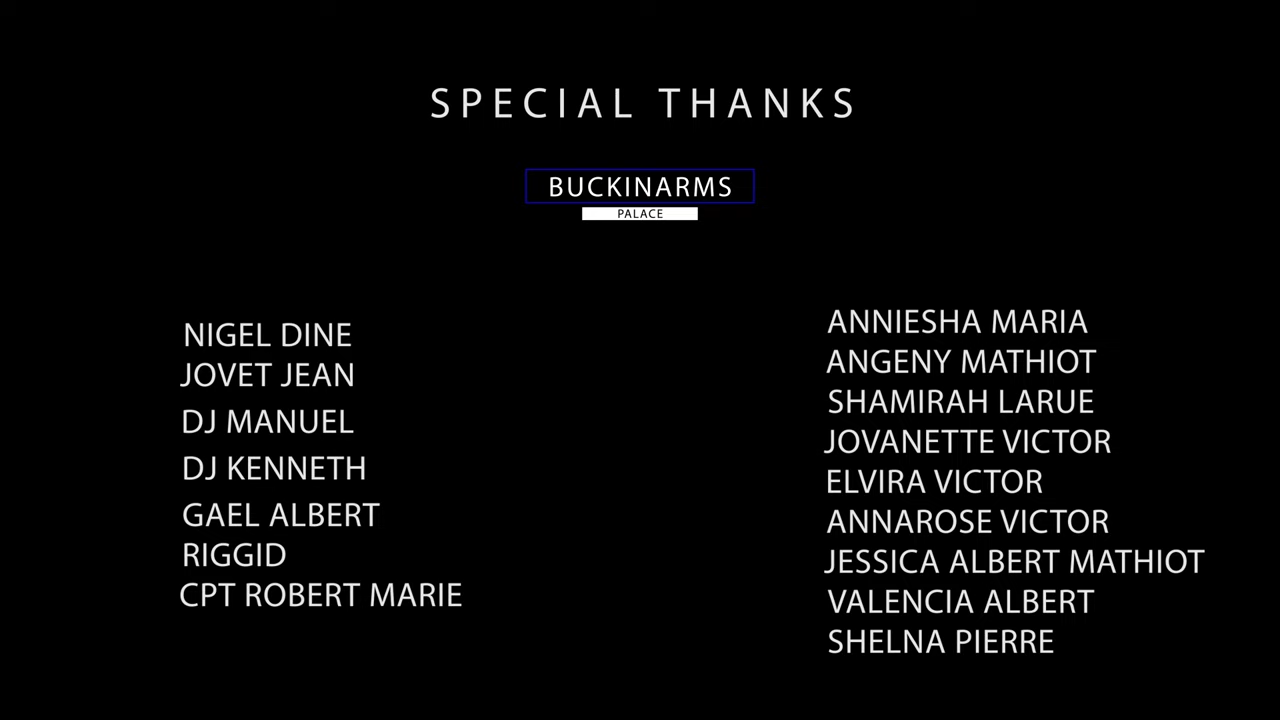 SPECIAL THANKS
BUCKINARMS
PALACE
NIGEL DINE
JOVET JEAN
DJ MANUEL
DJ KENNETH
GAEL ALBERT
RIGGID
CPT ROBERT MARIE
ANNIESHA MARIA
ANGENY MATHIOT
SHAMIRAH LARUE
JOVANETTE VICTOR
ELVIRA VICTOR
ANNAROSE VICTOR
JESSICA ALBERT MATHIOT
VALENCIA ALBERT
SHELNA PIERRE